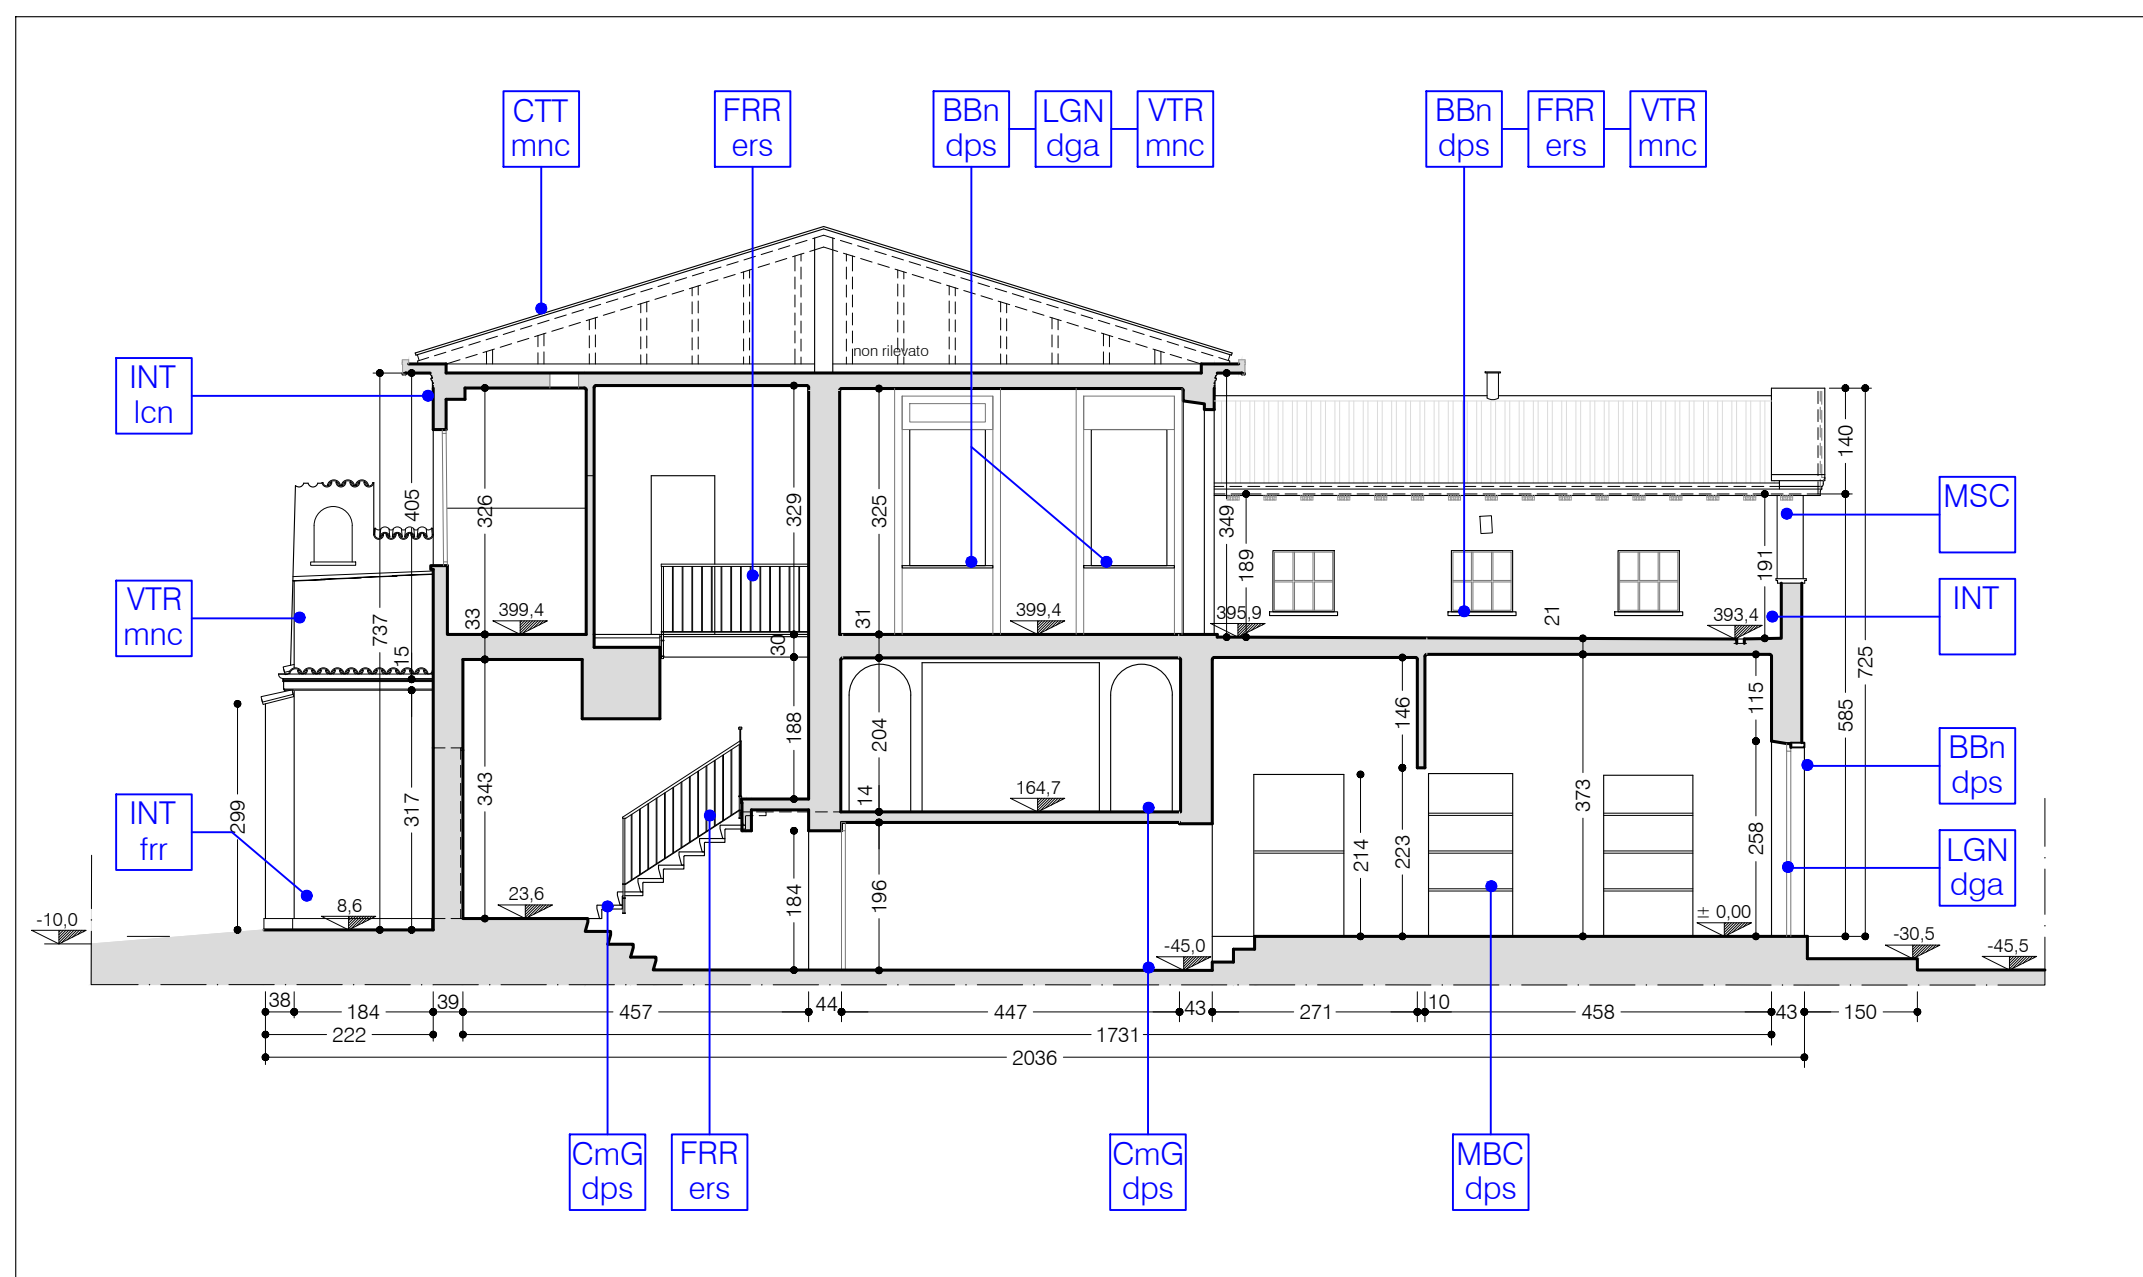 CTT
mnc
FRR
ers
BBn
dps
LGN
dga
VTR
mnc
BBn
dps
FRR
ers
VTR
mnc
non rilevato
INT
lcn
VTR
mnc
INT
frr
MSC
INT
BBn
dps
LGN
dga
405
737
15
317
299
326
33
343
329
30
188
184
325
31
204
14
196
349
189
191
21
140
725
585
146
223
214
373
115
258
399,4
399,4
395,9
393,4
164,7
-10,0
8,6
23,6
-45,0
± 0,00
-30,5
-45,5
38
184
39
457
44
447
43
271
10
458
43
150
222
1731
2036
CmG
dps
FRR
ers
CmG
dps
MBC
dps